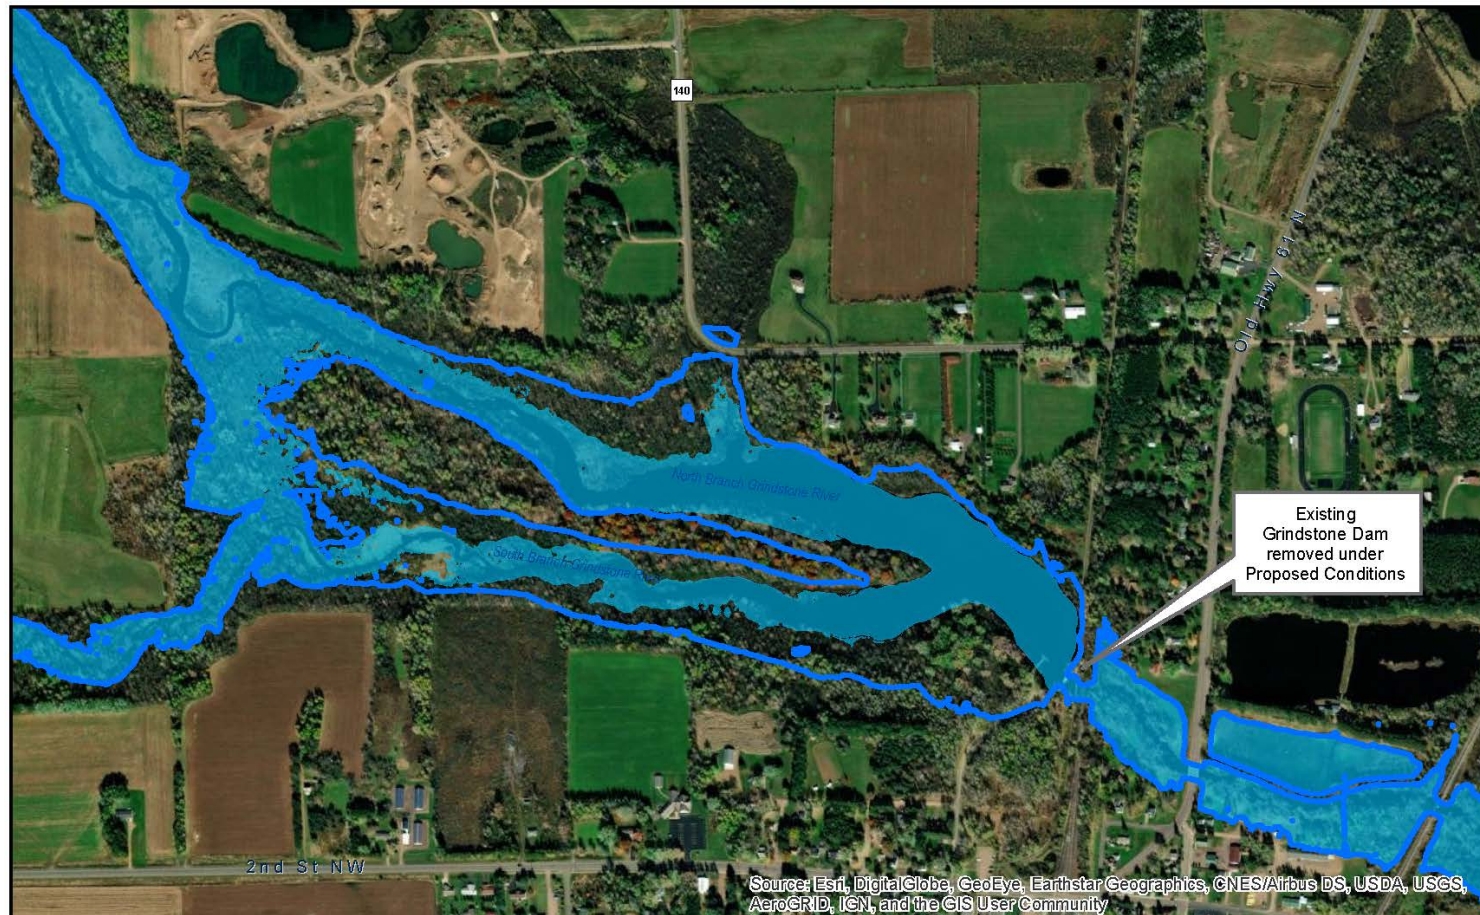 140
Old Hwy 61 N
North Branch Grindstone River
Existing
Grindstone Dam
removed under
Proposed Conditions
South Branch Grindstone River
2nd St NW
Source: Esri, DigitalGlobe, GeoEye, Earthstar Geographics, CNES/Airbus DS, USDA, USGS,
AeroGRID, IGN, and the GIS User Community